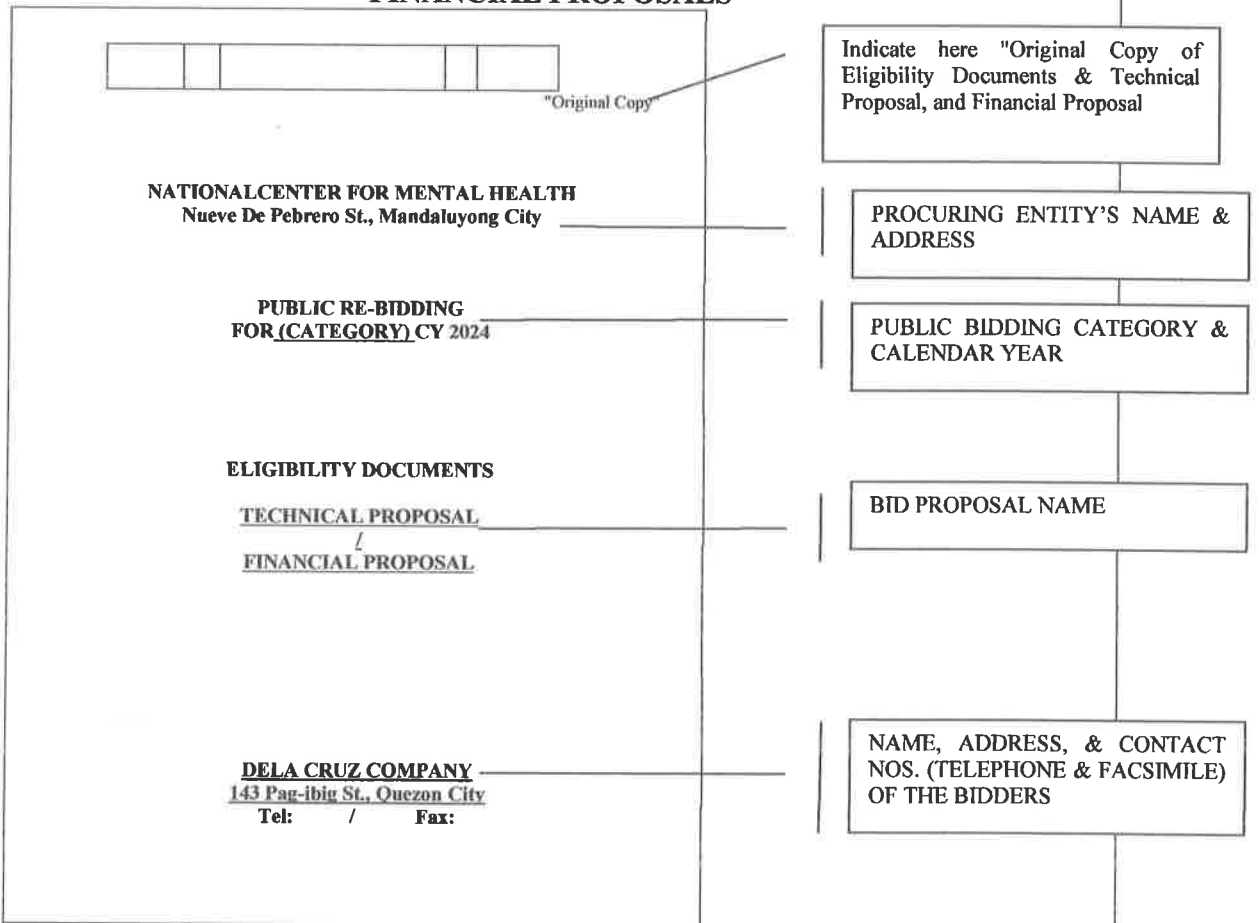 FINANCIAL PROPOSALS
"Original Copy"
Indicate here "Original Copy of
Eligibility Documents & Technical
Proposal, and Financial Proposal
NATIONALCENTER FOR MENTAL HEALTH
Nueve De Pebrero St., Mandaluyong City
PROCURING ENTITY'S NAME &
ADDRESS
PUBLIC RE-BIDDING
FOR (CATEGORY) CY 2024
PUBLIC BIDDING CATEGORY &
CALENDAR YEAR
ELIGIBILITY DOCUMENTS
TECHNICAL PROPOSAL
/
FINANCIAL PROPOSAL
BID PROPOSAL NAME
DELA CRUZ COMPANY
143 Pag-ibig St., Quezon City
Tel: / Fax:
NAME, ADDRESS, & CONTACT
NOS. (TELEPHONE & FACSIMILE)
OF THE BIDDERS